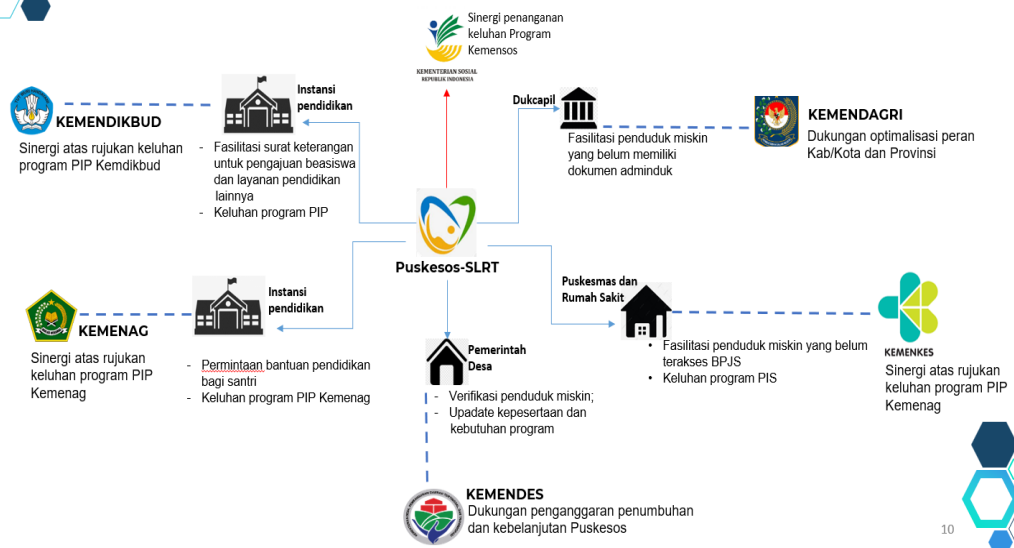 Sinergi penanganan
keluhan Program
Kemensos
KEMENTERIAN SOSIAL
REPUBLIK INDONESIA
KEMENDIKBUD
Sinergi atas rujukan keluhan
program PIP Kemdikbud
Instansi
pendidikan
- Fasilitasi surat keterangan
untuk pengajuan beasiswa
dan layanan pendidikan
lainnya
- Keluhan program PIP
Dukcapil
Fasilitasi penduduk miskin
yang belum memiliki
dokumen adminduk
KEMENDAGRI
Dukungan optimalisasi peran
Kab/Kota dan Provinsi
Puskesos-SLRT
KEMENAG
Sinergi atas rujukan
keluhan program PIP
Kemenag
Instansi
pendidikan
- Permintaaan bantuan pendidikan
bagi santri
- Keluhan program PIP Kemenag
Pemerintah
Desa
- Verifikasi penduduk miskin;
- Upadate kepesertaan dan
kebutuhan program
Puskesmas dan
Rumah Sakit
• Fasilitasi penduduk miskin yang belum
terakses BPJS
• Keluhan program PIS
KEMENKES
Sinergi atas rujukan
keluhan program PIP
Kemenag
KEMENDES
Dukungan penganggaran penumbuhan
dan kebelanjutan Puskesos
10